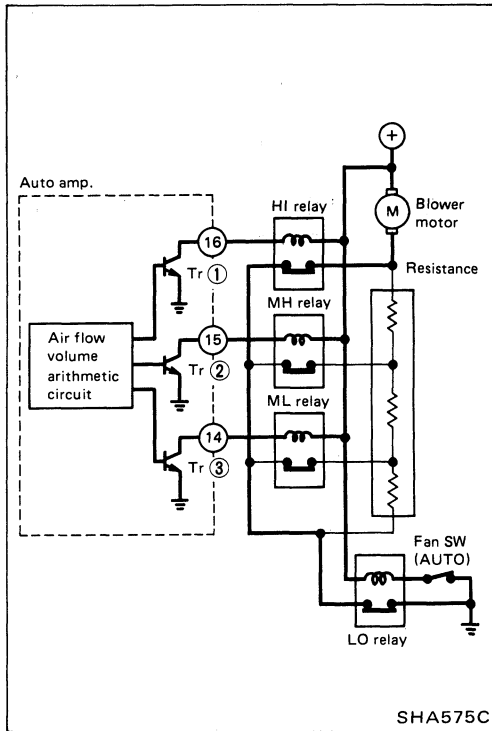 +
Auto amp.
HI relay
M
Blower
motor
16
Tr ①
Resistance
MH relay
Air flow
volume
arithmetic
circuit
15
Tr ②
ML relay
14
Tr ③
Fan SW
(AUTO)
LO relay
SHA575C